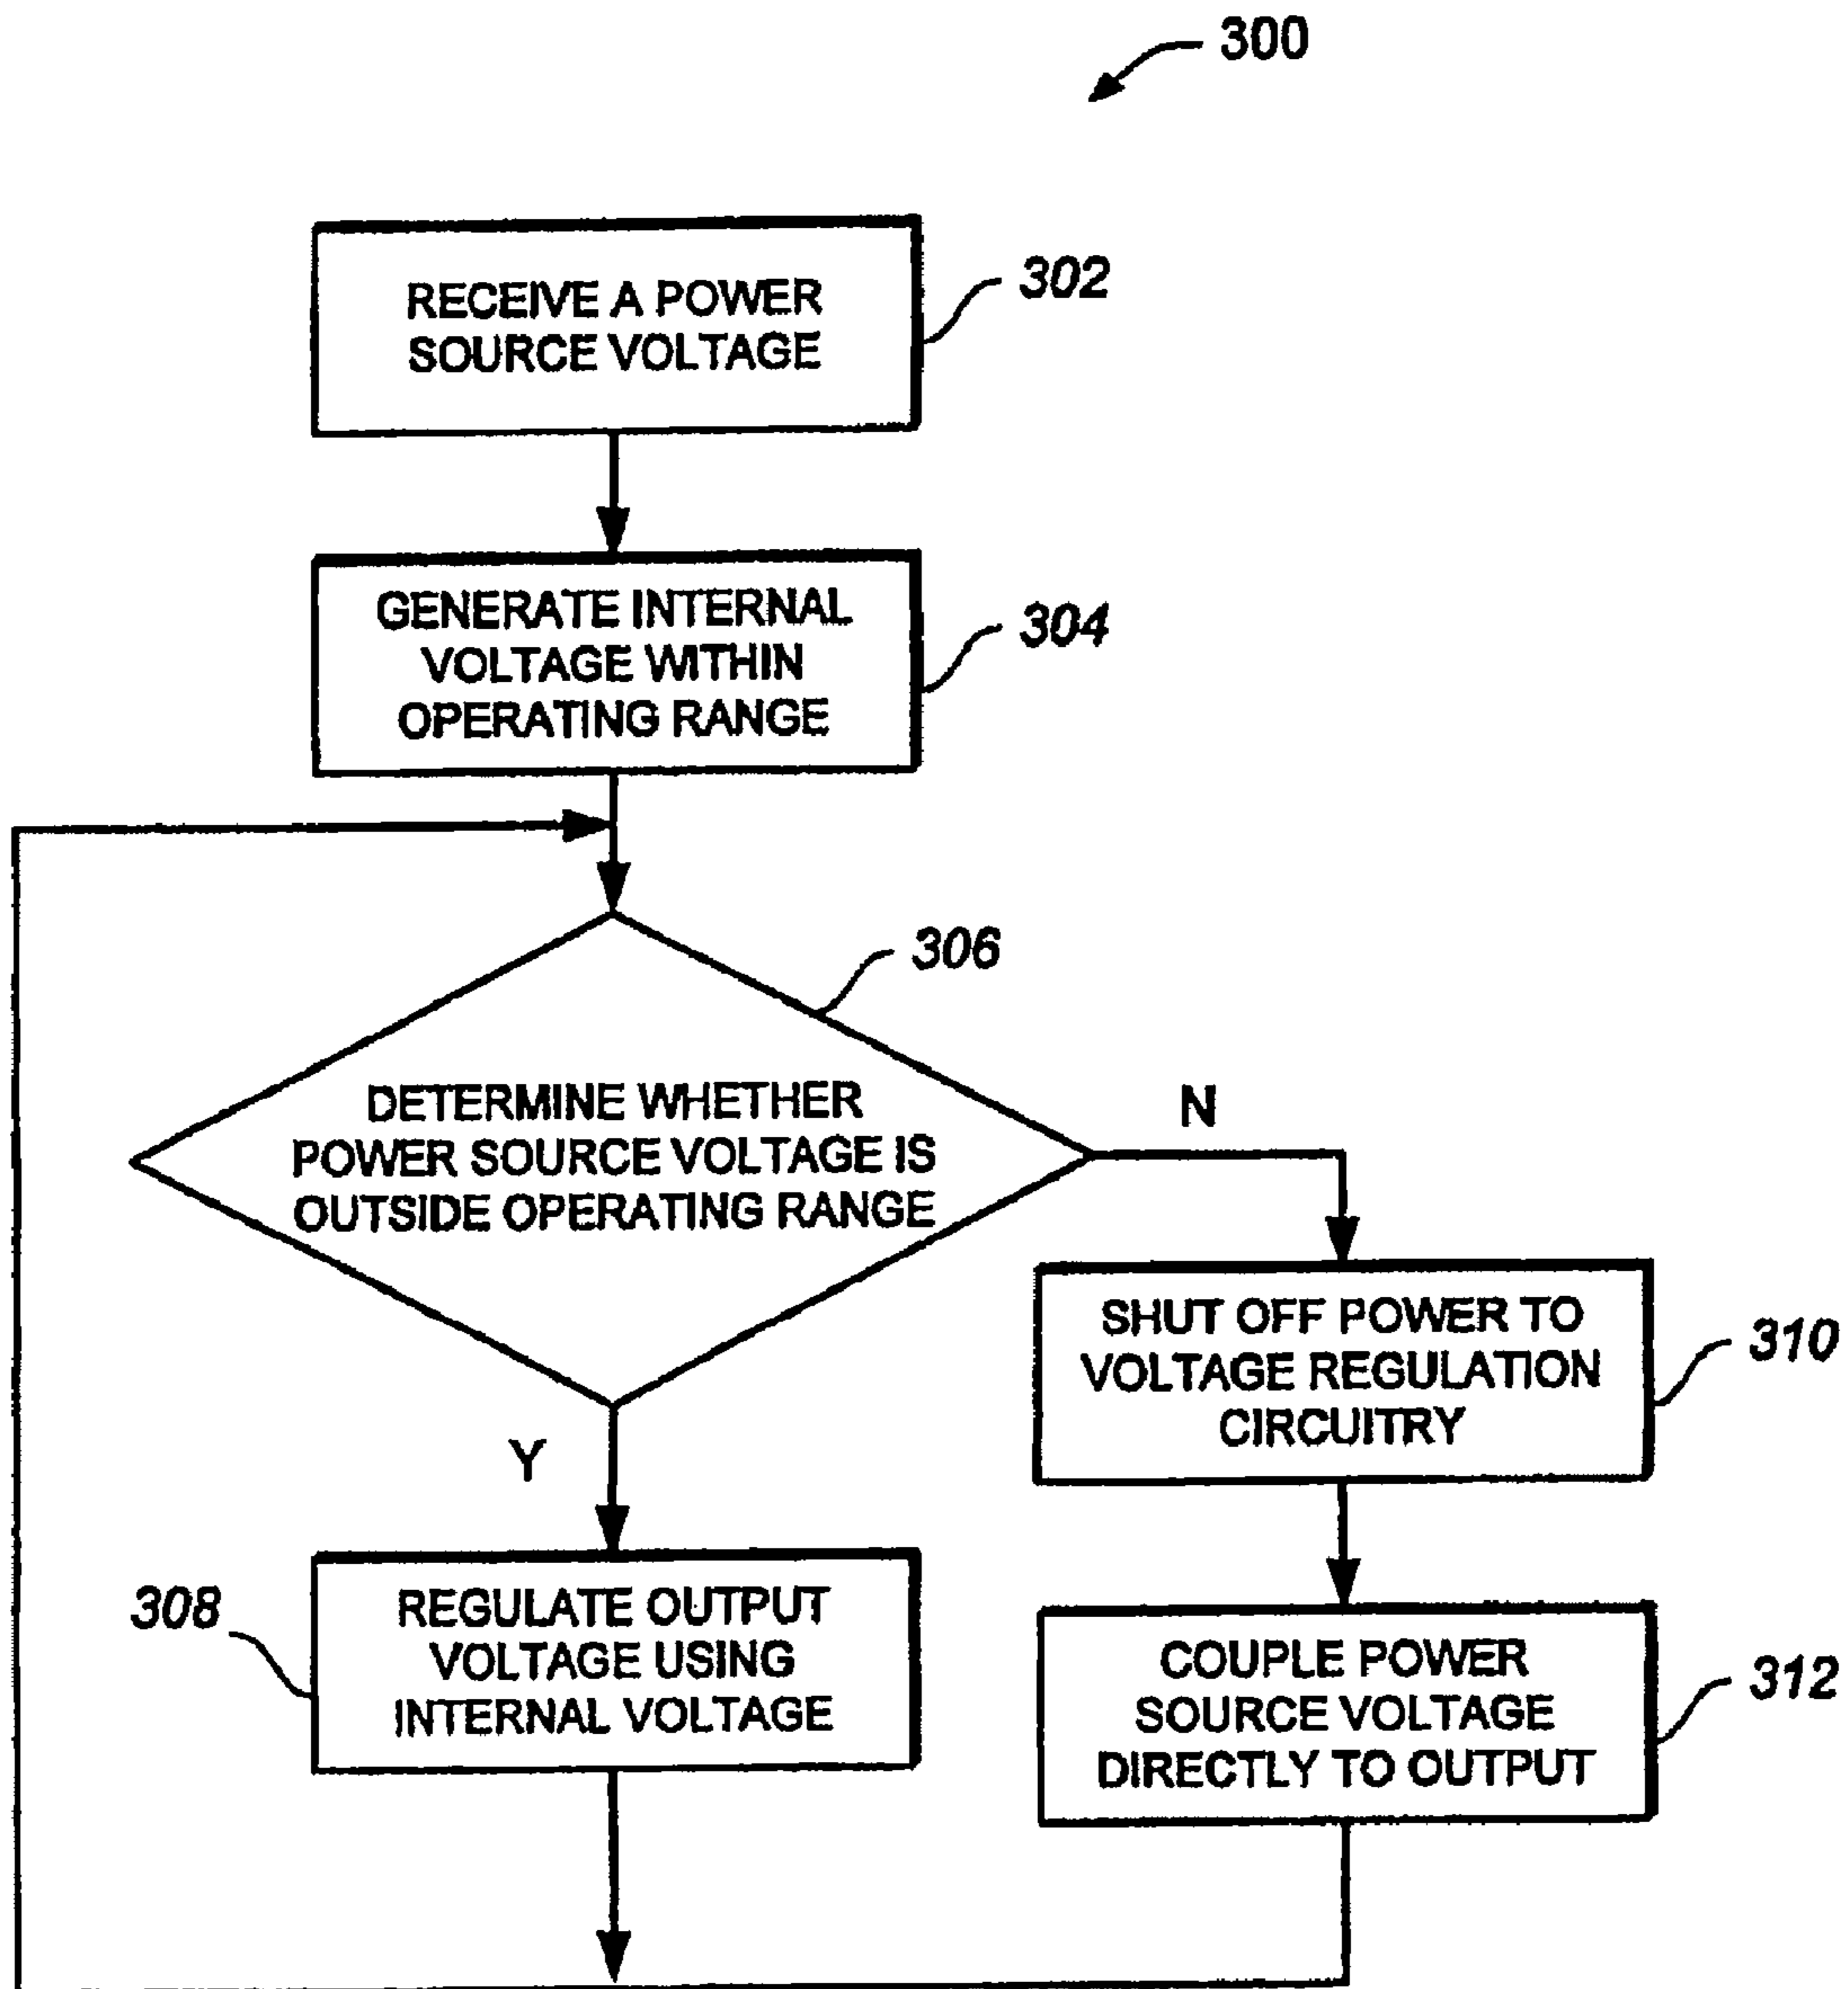 300
RECEIVE A POWER
SOURCE VOLTAGE
302
GENERATE INTERNAL
VOLTAGE WITHIN
OPERATING RANGE
304
306
DETERMINE WHETHER
POWER SOURCE VOLTAGE IS
OUTSIDE OPERATING RANGE
N
Y
SHUT OFF POWER TO
VOLTAGE REGULATION
CIRCUITRY
310
308
REGULATE OUTPUT
VOLTAGE USING
INTERNAL VOLTAGE
COUPLE POWER
SOURCE VOLTAGE
DIRECTLY TO OUTPUT
312